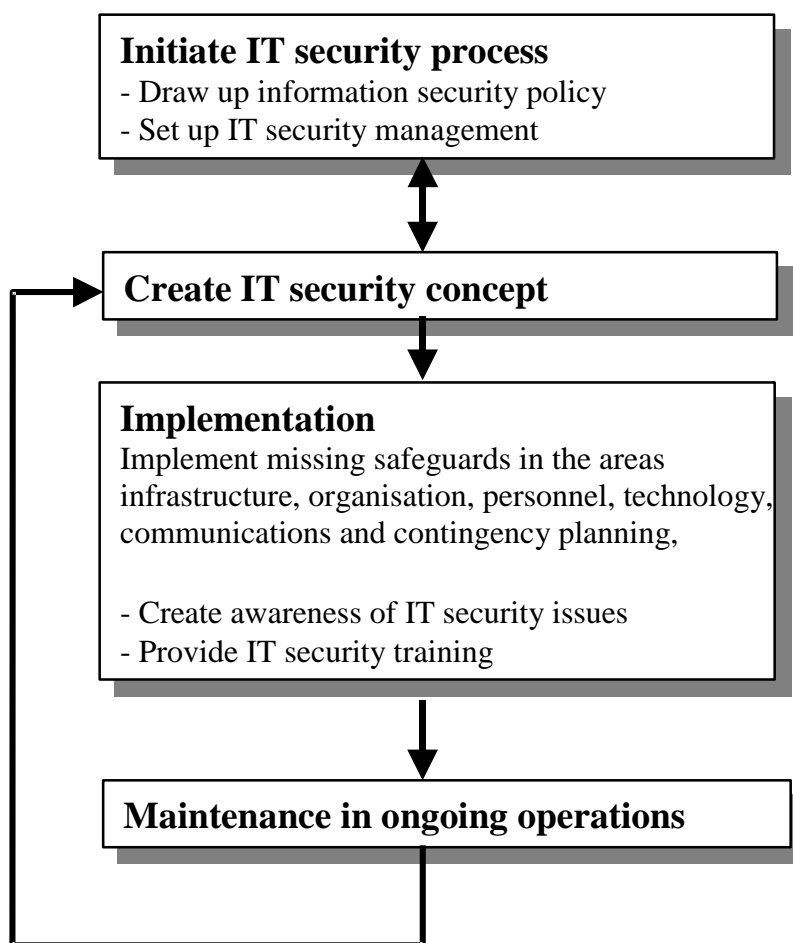 Initiate IT security process
- Draw up information security policy
- Set up IT security management
Create IT security concept
Implementation
Implement missing safeguards in the areas
infrastructure, organisation, personnel, technology,
communications and contingency planning,
- Create awareness of IT security issues
- Provide IT security training
Maintenance in ongoing operations